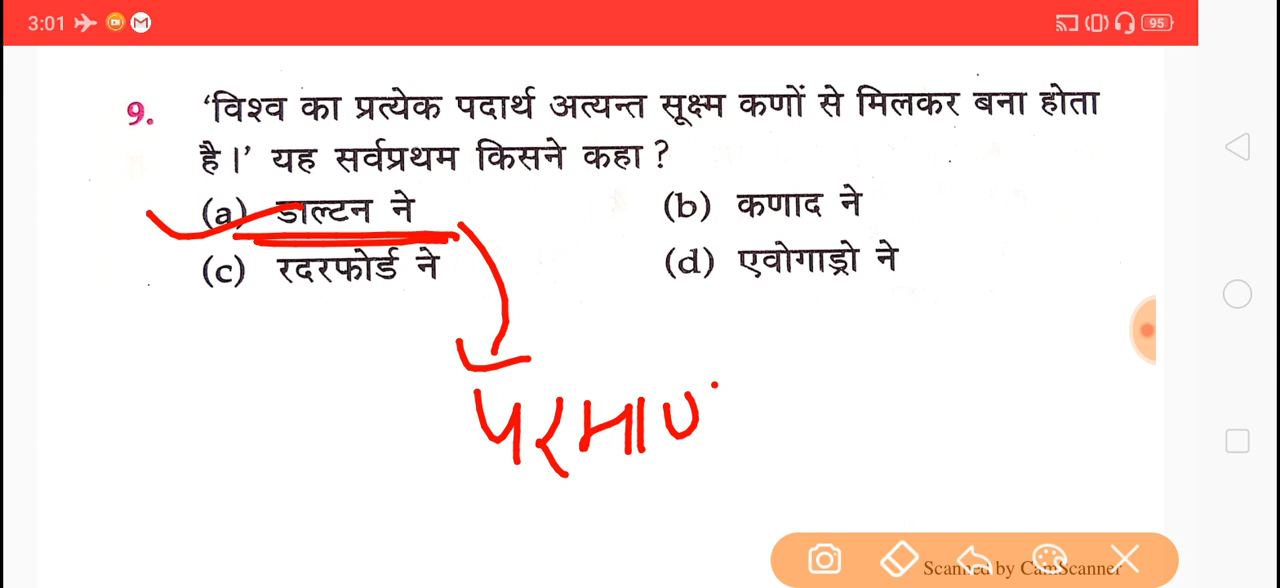 3:01
95
9. 'विश्व का प्रत्येक पदार्थ अत्यन्त सूक्ष्म कणों से मिलकर बना होता
है।' यह सर्वप्रथम किसने कहा ?
(a) डाल्टन ने (b) कणाद ने
(c) रदरफोर्ड ने (d) एवोगाड्रो ने
परमाण
Scanned by CamScanner